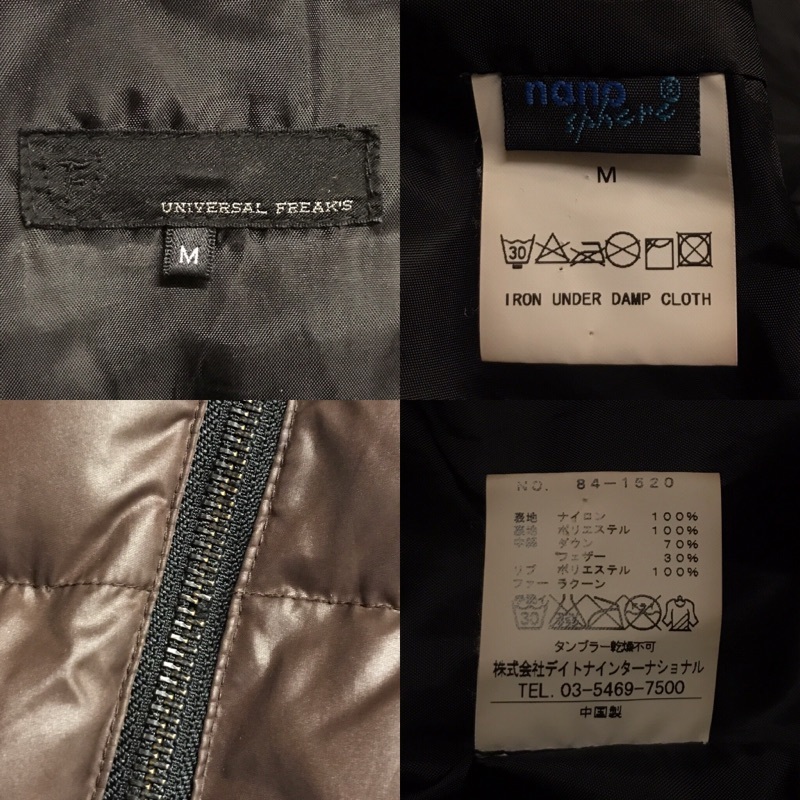 UNIVERSAL FREAK'S
M
nano
sphere
M
30
IRON UNDER DAMP CLOTH
NO. 84-1520
表地 ナイロン 100%
裏地 ポリエステル 100%
中綿 ダウン 70%
フェザー 30%
リブ ポリエステル 100%
ファー ラクーン
手洗イ
30
タンブラー乾燥不可
株式会社デイトナインターナショナル
TEL. 03-5469-7500
中国製